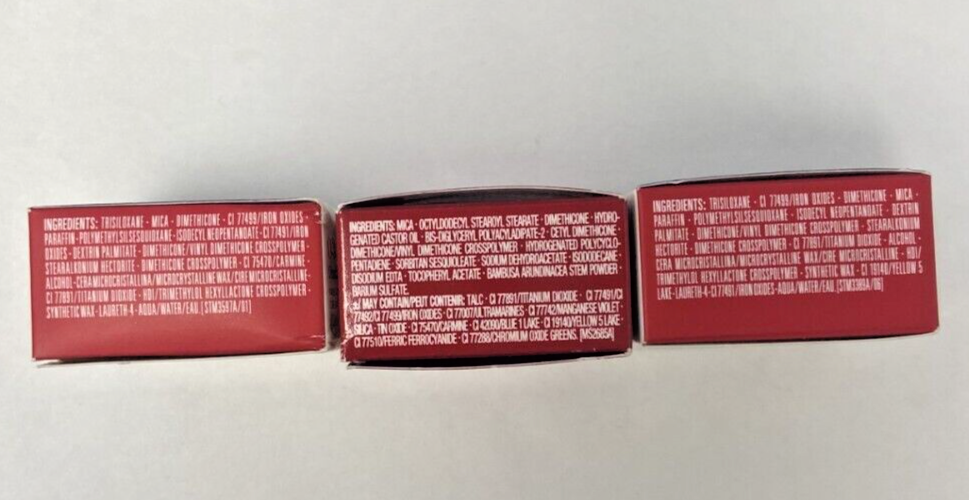 INGREDIENTS: TRISILOXANE · MICA · DIMETHICONE · CI 77499/IRON OXIDES ·
PARAFFIN · POLYMETHYLSILSESQUIOXANE · ISODECYL NEOPENTANOATE · CI 77491/IRON
OXIDES · DEXTRIN PALMITATE · DIMETHICONE/VINYL DIMETHICONE CROSSPOLYMER ·
STEARALKONIUM HECTORITE · DIMETHICONE CROSSPOLYMER · CI 75470/CARMINE ·
ALCOHOL · CERA MICROCRISTALLINA/MICROCRYSTALLINE WAX/CIRE MICROCRISTALLINE ·
CI 77891/TITANIUM DIOXIDE · HDI/TRIMETHYLOL HEXYLLACTONE CROSSPOLYMER ·
SYNTHETIC WAX · LAURETH-4 · AQUA/WATER/EAU.
INGREDIENTS: MICA · OCTYLDODECYL STEAROYL STEARATE · DIMETHICONE · HYDRO-
GENATED CASTOR OIL · BIS-DIGLYCERYL POLYACYLADIPATE-2 · CETYL DIMETHICONE ·
DIMETHICONE/VINYL DIMETHICONE CROSSPOLYMER · HYDROGENATED POLYCYCLO-
PENTADIENE · SORBITAN SESQUIOLEATE · SODIUM DEHYDROACETATE · ISODODECANE ·
DISODIUM EDTA · TOCOPHERYL ACETATE · BAMBUSA ARUNDINACEA STEM POWDER ·
BARIUM SULFATE.
+/- MAY CONTAIN/PEUT CONTENIR: TALC · CI 77891/TITANIUM DIOXIDE · CI 77491/CI
77492/CI 77499/IRON OXIDES · CI 77007/ULTRAMARINES · CI 77742/MANGANESE VIOLET ·
SILICA · TIN OXIDE · CI 75470/CARMINE · CI 42090/BLUE 1 LAKE · CI 19140/YELLOW 5 LAKE ·
CI 77510/FERRIC FERROCYANIDE · CI 77288/CHROMIUM OXIDE GREENS. [MS2685A]
INGREDIENTS: TRISILOXANE · CI 77499/IRON OXIDES · DIMETHICONE · MICA ·
PARAFFIN · POLYMETHYLSILSESQUIOXANE · ISODECYL NEOPENTANOATE · DEXTRIN
PALMITATE · DIMETHICONE/VINYL DIMETHICONE CROSSPOLYMER · STEARALKONIUM
HECTORITE · DIMETHICONE CROSSPOLYMER · CI 77891/TITANIUM DIOXIDE · ALCOHOL ·
CERA MICROCRISTALLINA/MICROCRYSTALLINE WAX/CIRE MICROCRISTALLINE · HDI/
TRIMETHYLOL HEXYLLACTONE CROSSPOLYMER · SYNTHETIC WAX · CI 19140/YELLOW 5
LAKE · LAURETH-4 · CI 77491/IRON OXIDES · AQUA/WATER/EAU